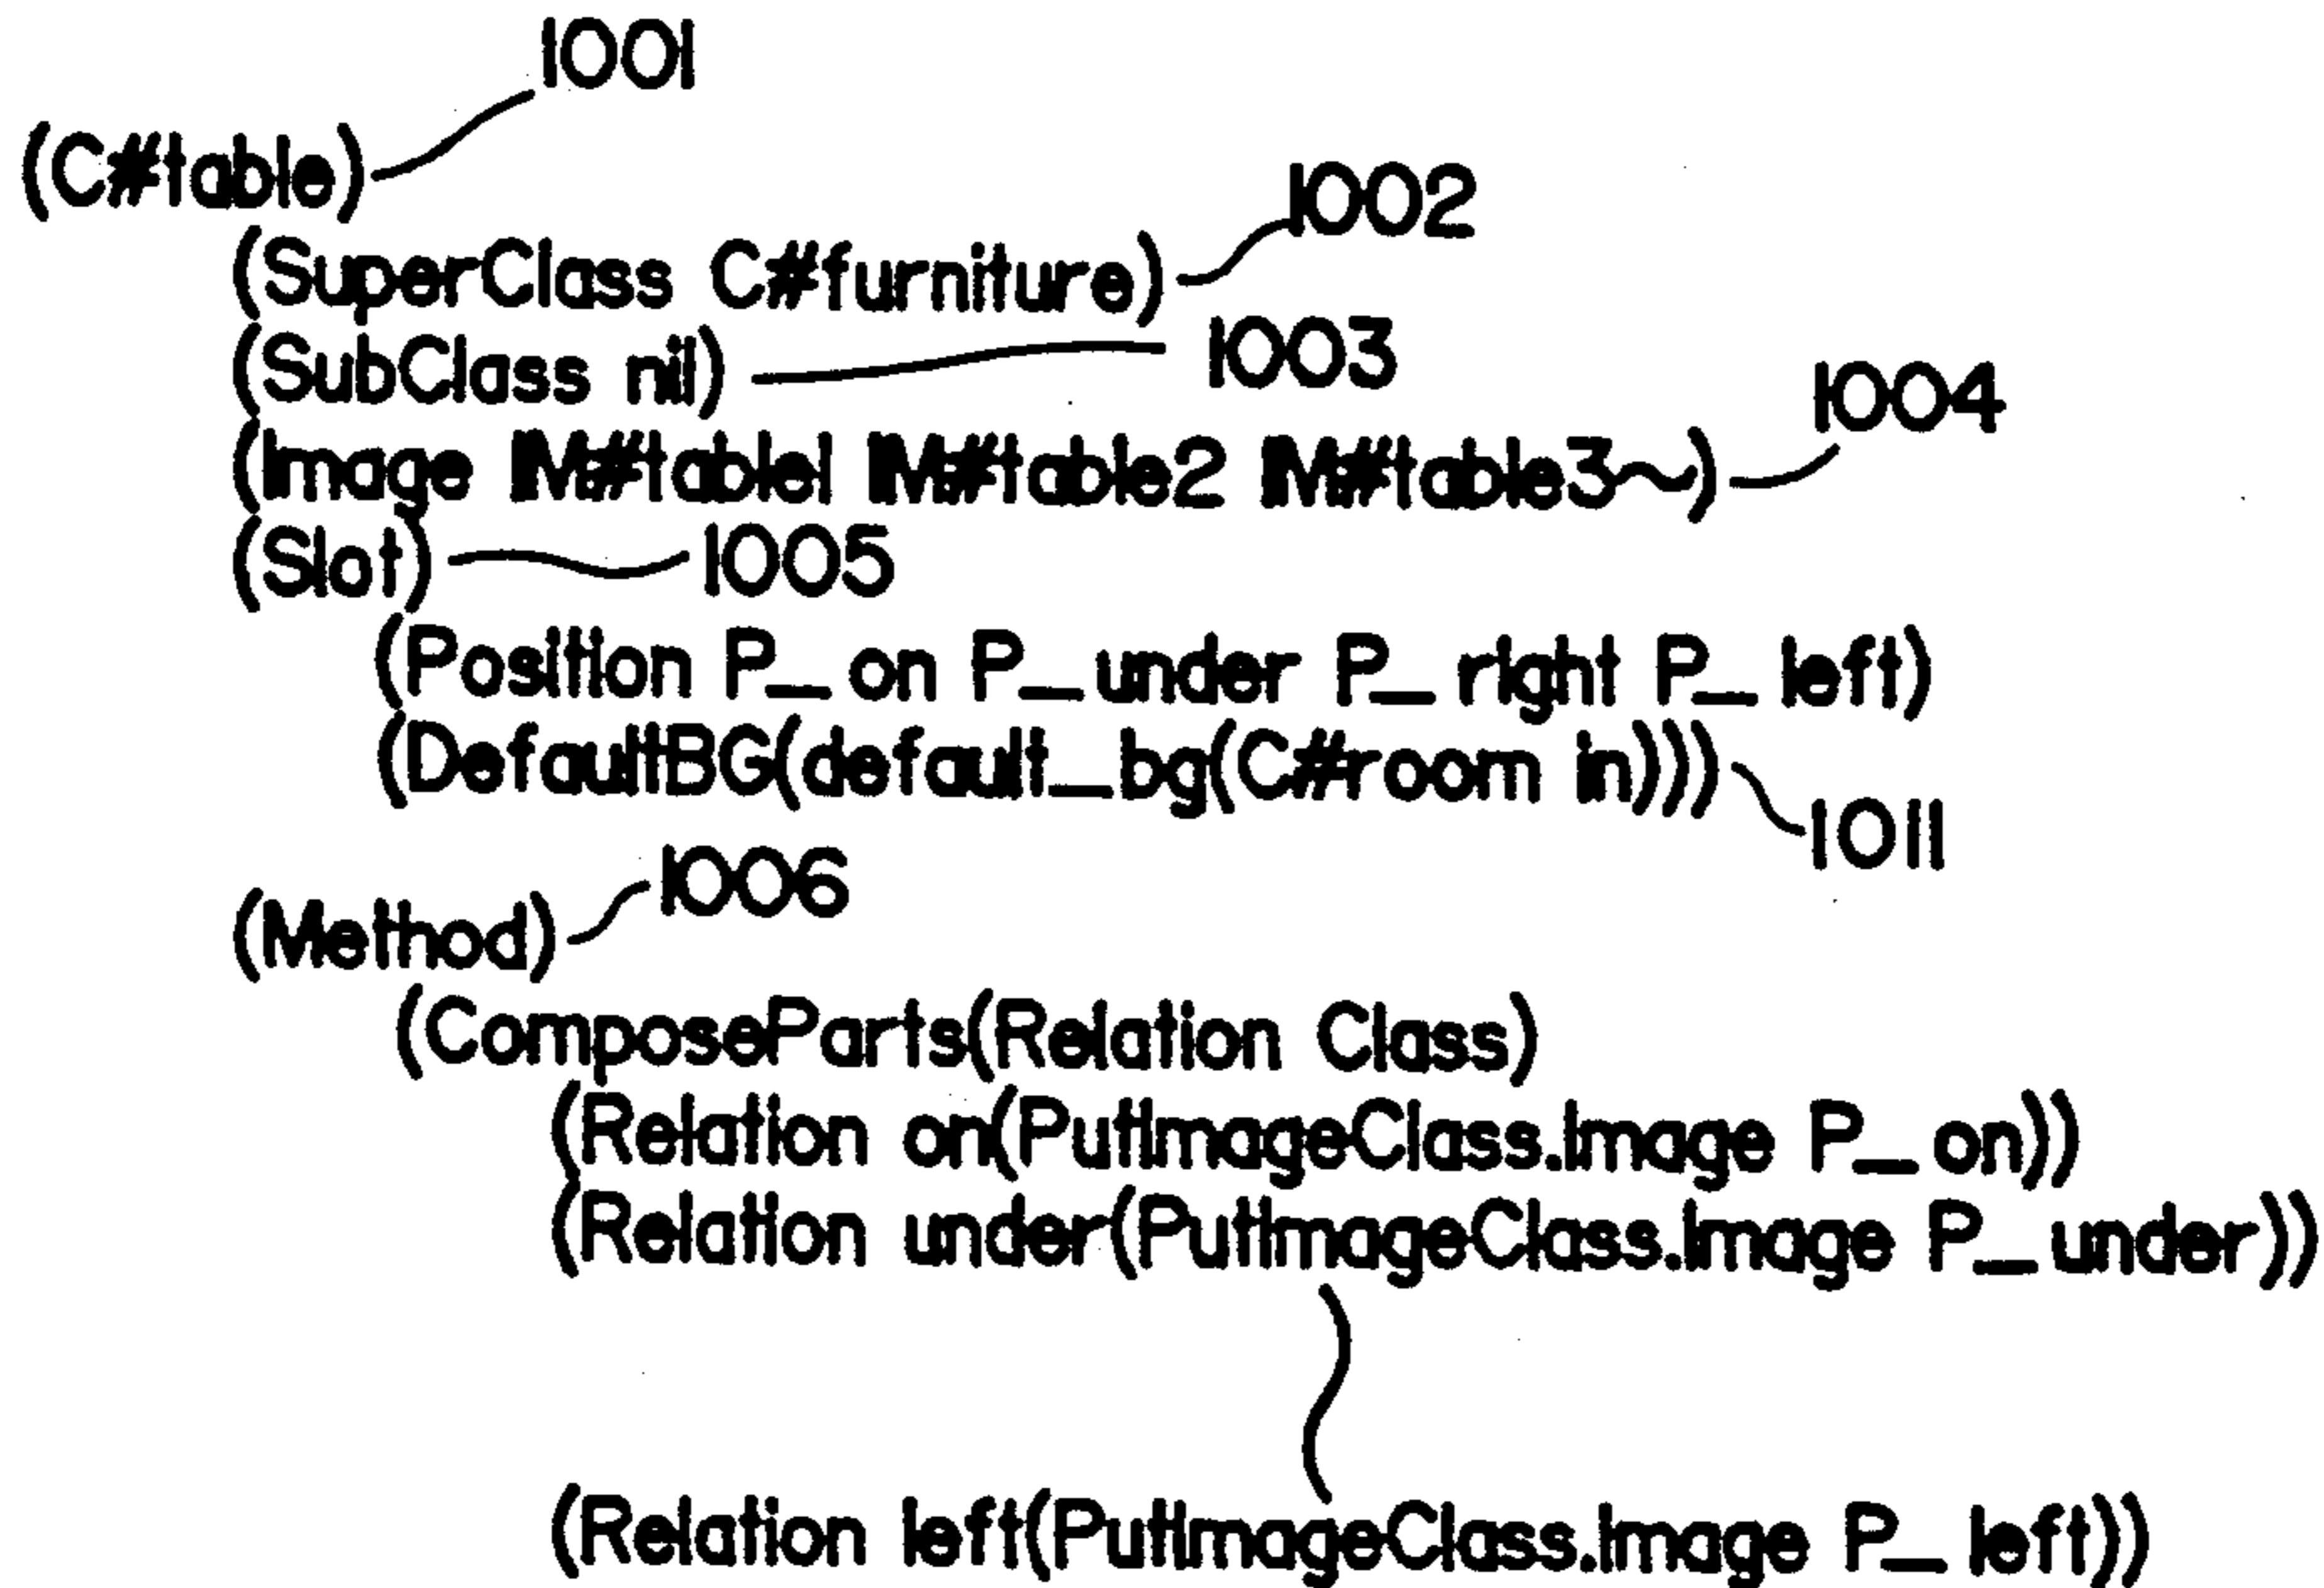 1001
(C#table)
1002
(SuperClass C#furniture)
1003
(SubClass nil)
1004
(Image IM#table1 IM#table2 IM#table3~)
(Slot) 1005
(Position P_on P_under P_right P_left)
(DefaultBG(default_bg(C#room in)))
1011
1006
(Method)
(ComposeParts(Relation Class)
(Relation on(PutImageClass.Image P_on))
(Relation under(PutImageClass.Image P_under))
(Relation left(PutImageClass.Image P_left))